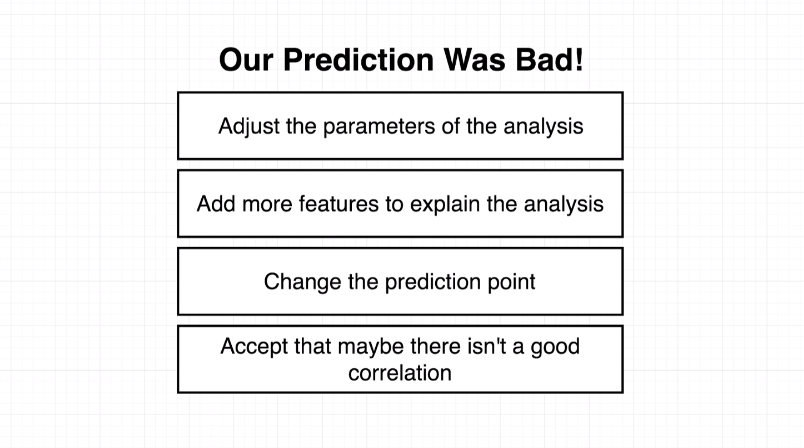 Our Prediction Was Bad!
Adjust the parameters of the analysis
Add more features to explain the analysis
Change the prediction point
Accept that maybe there isn't a good
correlation